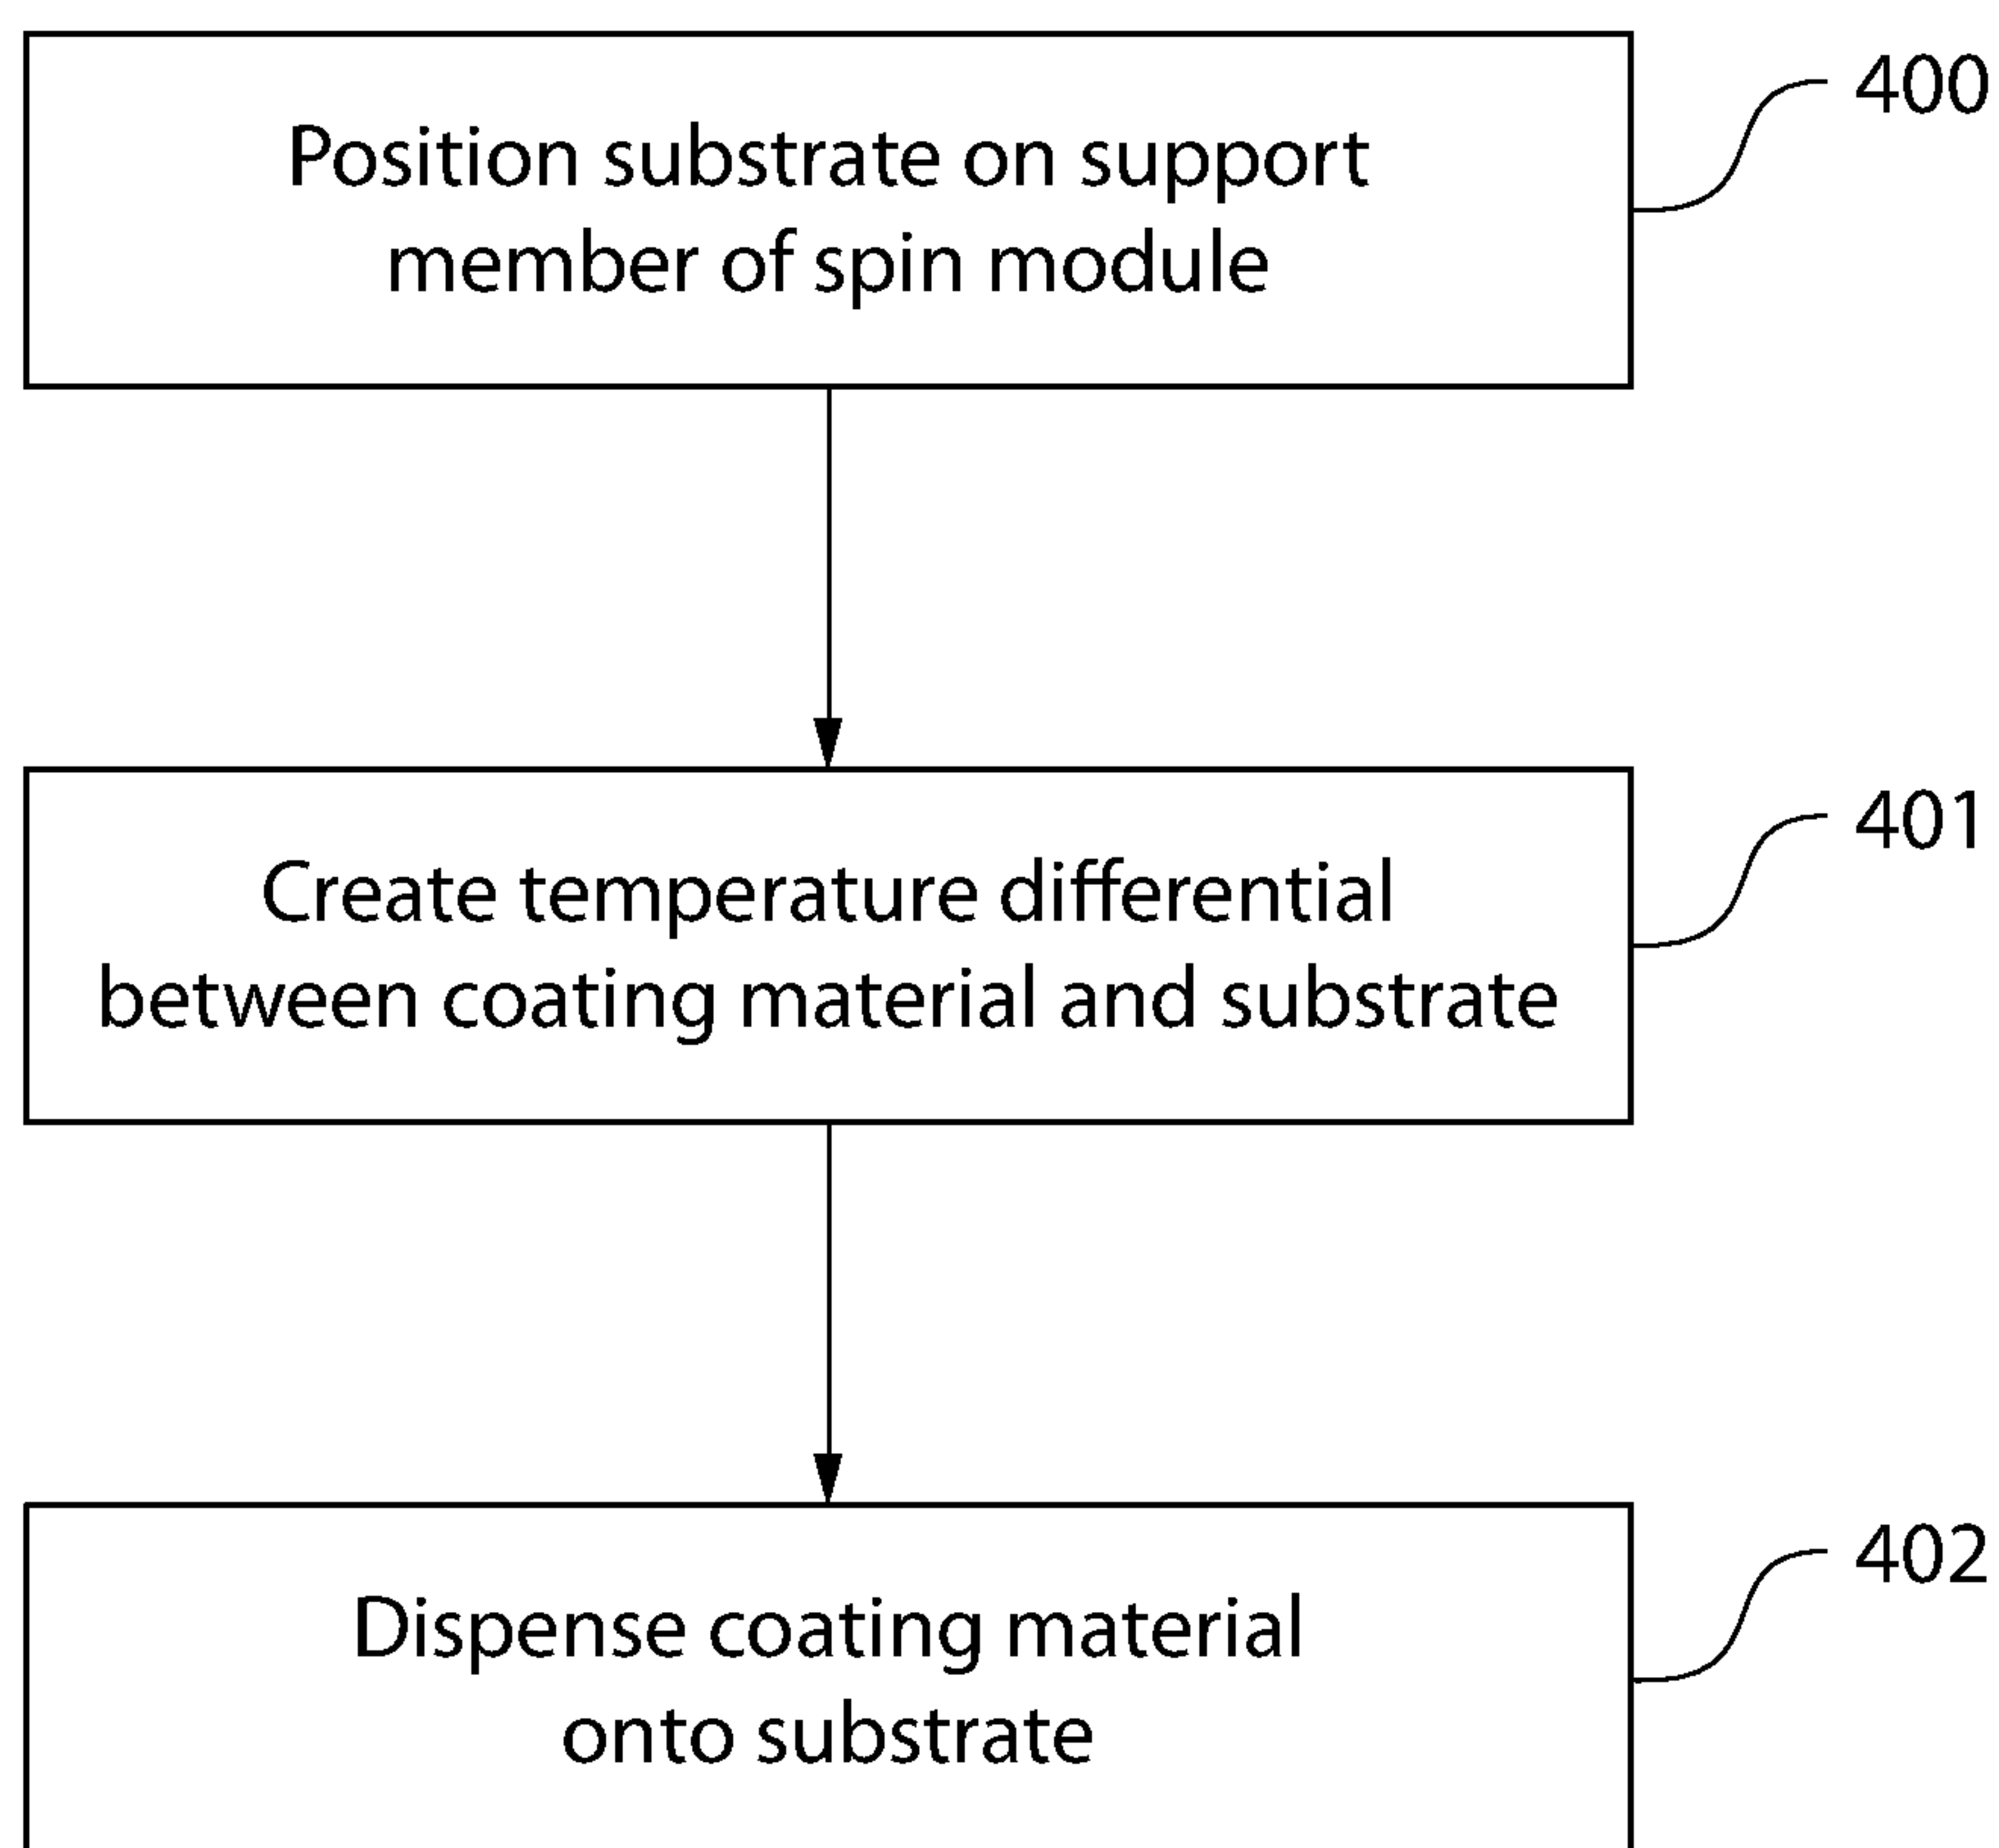 Position substrate on support
member of spin module
400
Create temperature differential
between coating material and substrate
401
Dispense coating material
onto substrate
402